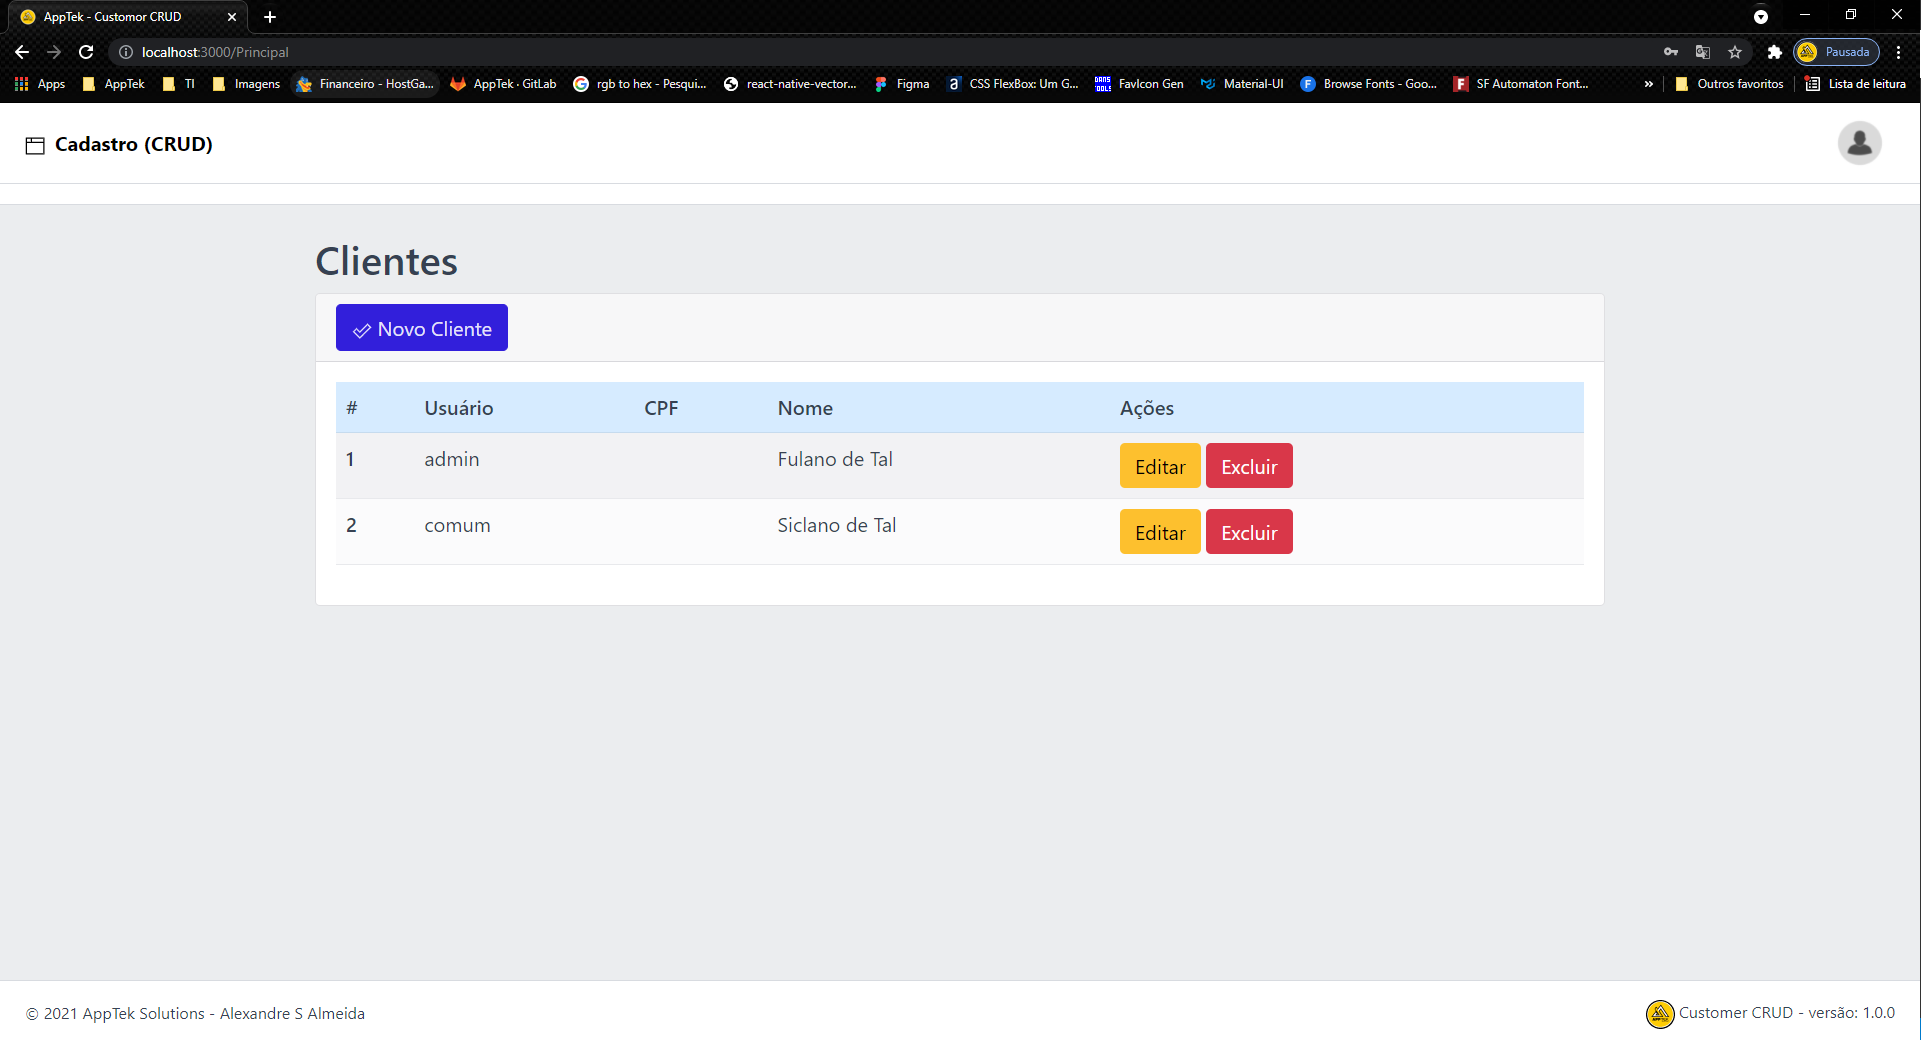 AppTek - Customor CRUD
localhost:3000/Principal
Pausada
Apps AppTek TI Imagens Financeiro - HostGa... AppTek · GitLab rgb to hex - Pesqui... react-native-vector... Figma CSS FlexBox: Um G... FavIcon Gen Material-UI Browse Fonts - Goo... SF Automaton Font... » Outros favoritos Lista de leitura
Cadastro (CRUD)
Clientes
Novo Cliente
# Usuário CPF Nome Ações
1 admin Fulano de Tal Editar Excluir
2 comum Siclano de Tal Editar Excluir
© 2021 AppTek Solutions - Alexandre S Almeida
Customer CRUD - versão: 1.0.0